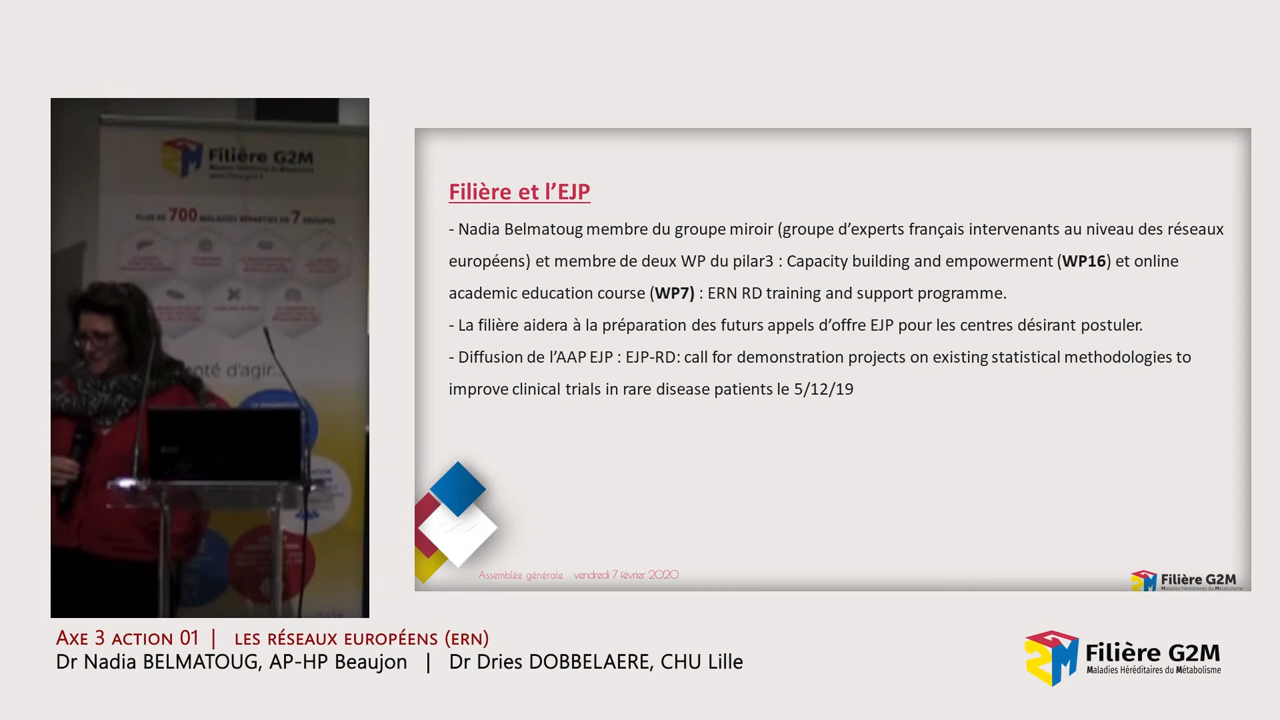 Filière G2M
Maladies Héréditaires du Métabolisme
PLUS DE 700 MALADIES RÉPARTIES EN 7 GROUPES
d'agir...
Filière et l'EJP
- Nadia Belmatoug membre du groupe miroir (groupe d'experts français intervenants au niveau des réseaux
européens) et membre de deux WP du pilar3 : Capacity building and empowerment (WP16) et online
academic education course (WP7) : ERN RD training and support programme.
- La filière aidera à la préparation des futurs appels d'offre EJP pour les centres désirant postuler.
- Diffusion de l'AAP EJP : EJP-RD: call for demonstration projects on existing statistical methodologies to
improve clinical trials in rare disease patients le 5/12/19
Assemblée générale vendredi 7 février 2020
Filière G2M
Maladies Héréditaires du Métabolisme
AXE 3 ACTION 01 | LES RÉSEAUX EUROPÉENS (ERN)
Dr Nadia BELMATOUG, AP-HP Beaujon | Dr Dries DOBBELAERE, CHU Lille
Filière G2M
Maladies Héréditaires du Métabolisme